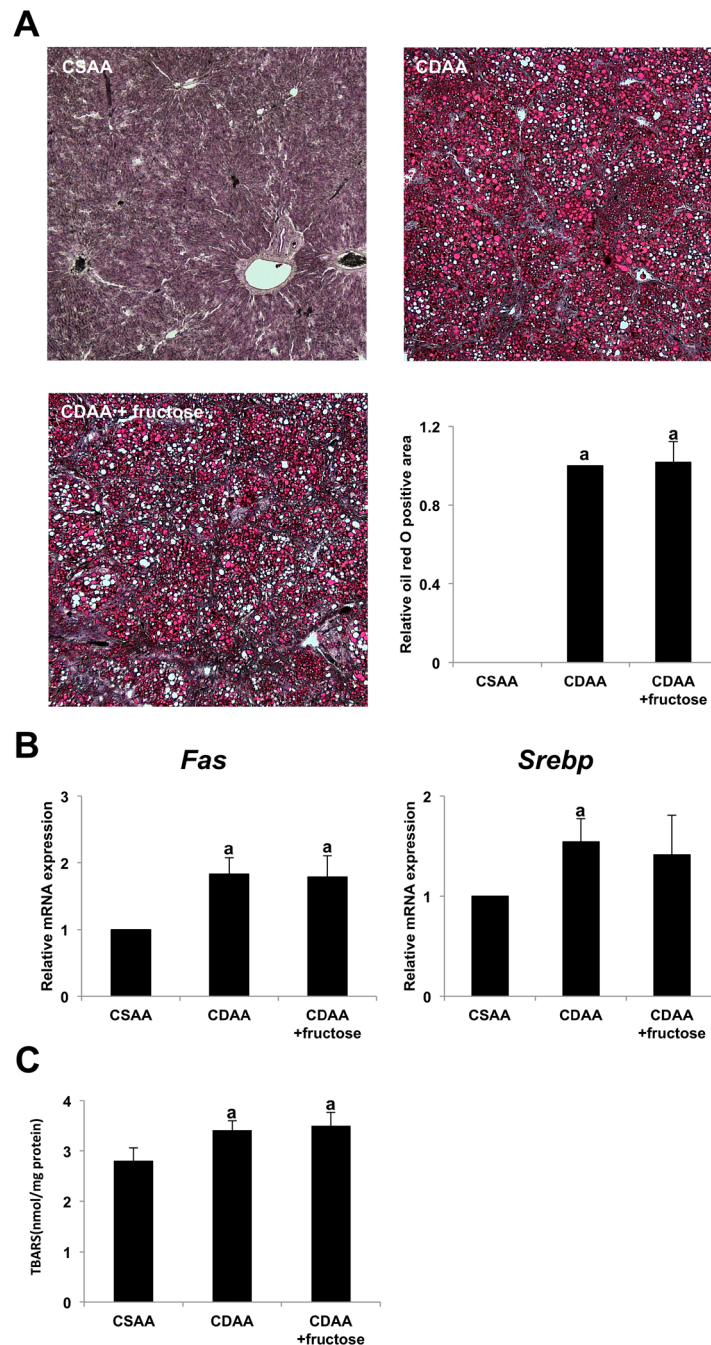 A
CSAA
CDAA
CDAA + fructose
Relative oil red O positive area
1.2
0.8
0.4
0
a
a
CSAA
CDAA
CDAA
+fructose
B
Fas
Relative mRNA expression
3
2
1
0
a
a
CSAA
CDAA
CDAA
+fructose
Srebp
Relative mRNA expression
2
1
0
a
CSAA
CDAA
CDAA
+fructose
C
TBARS(nmol/mg protein)
4
3
2
1
0
a
a
CSAA
CDAA
CDAA
+fructose